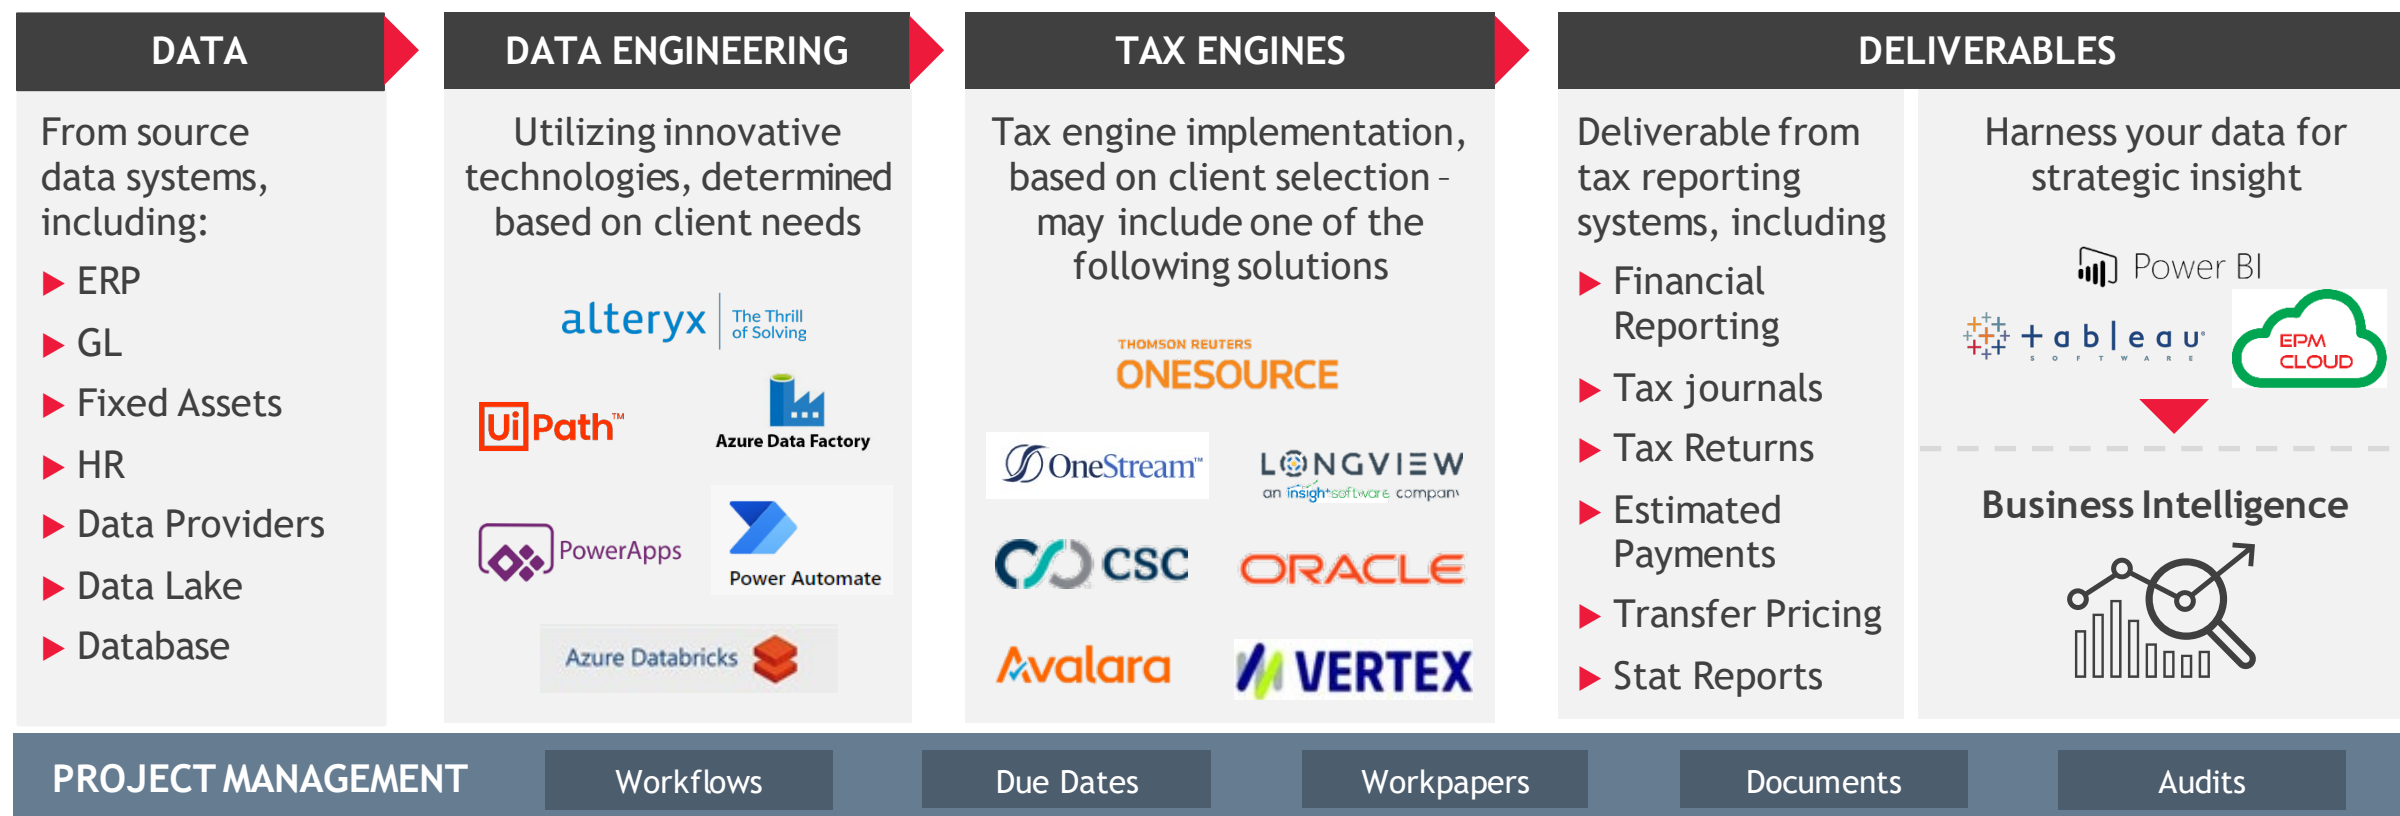 DATA
From source
data systems,
including:
ERP
GL
Fixed Assets
HR
Data Providers
Data Lake
Database
DATA ENGINEERING
Utilizing innovative
technologies, determined
based on client needs
alteryx
The Thrill
of Solving
UiPath™
Azure Data Factory
PowerApps
Power Automate
Azure Databricks
TAX ENGINES
Tax engine implementation,
based on client selection –
may include one of the
following solutions
THOMSON REUTERS
ONESOURCE
OneStream™
LONGVIEW
an insightsoftware company
CSC
ORACLE
Avalara
VERTEX
DELIVERABLES
Deliverable from
tax reporting
systems, including
Financial
Reporting
Tax journals
Tax Returns
Estimated
Payments
Transfer Pricing
Stat Reports
Harness your data for
strategic insight
Power BI
+ableau®
SOFTWARE
EPM
CLOUD
Business Intelligence
PROJECT MANAGEMENT
Workflows
Due Dates
Workpapers
Documents
Audits